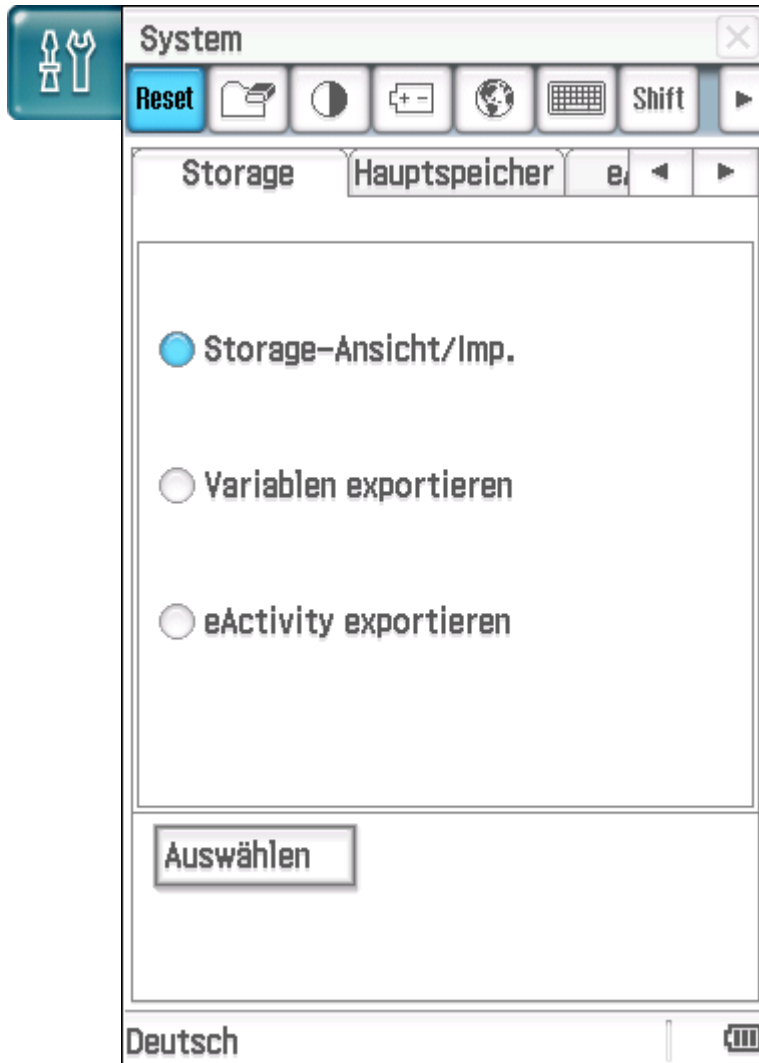 System
Reset Shift
Storage Hauptspeicher
Storage-Ansicht/Imp.
Variablen exportieren
eActivity exportieren
Auswählen
Deutsch